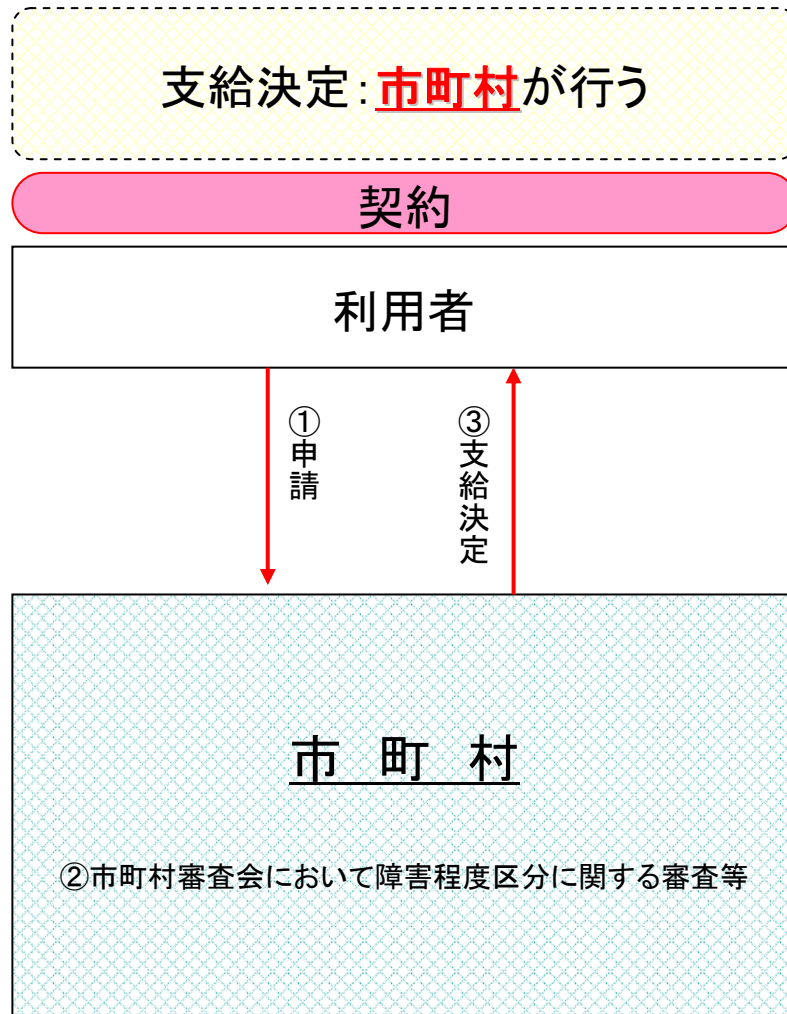 支給決定：市町村が行う
契約
利用者
①申請
③支給決定
市　町　村
②市町村審査会において障害程度区分に関する審査等